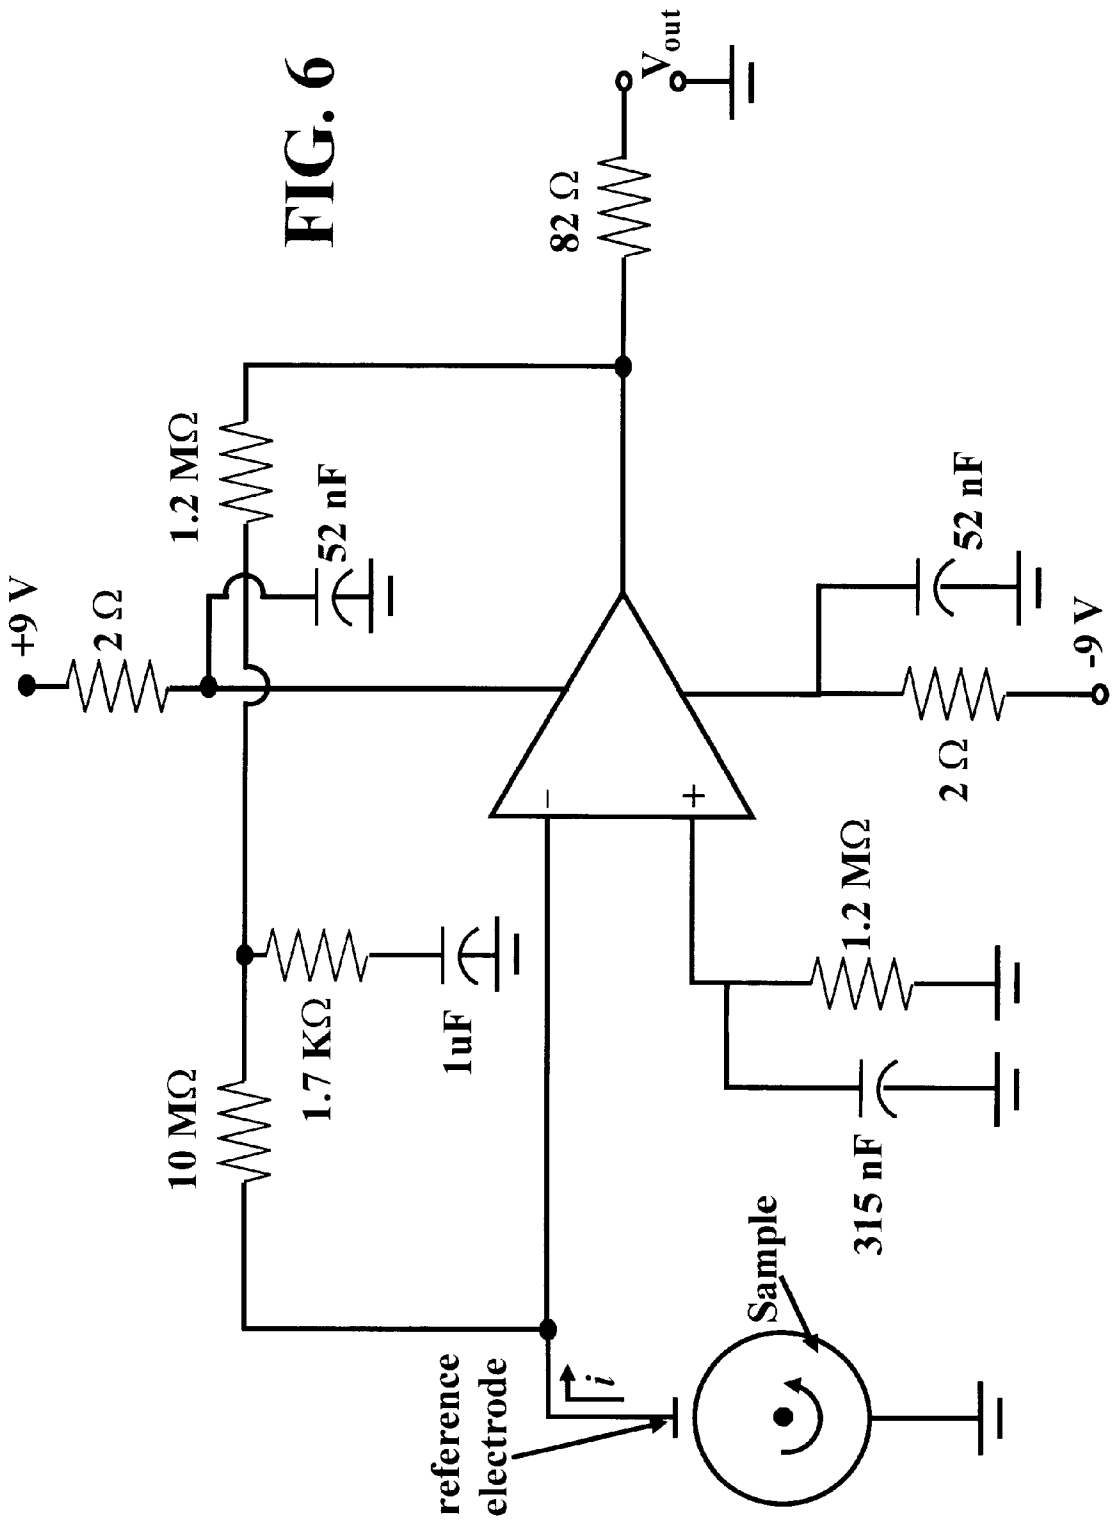 FIG. 6
+9 V
2 Ω
1.2 MΩ
52 nF
82 Ω
Vout
10 MΩ
1.7 KΩ
1uF
−
+
reference
electrode
i
Sample
315 nF
1.2 MΩ
2 Ω
52 nF
-9 V